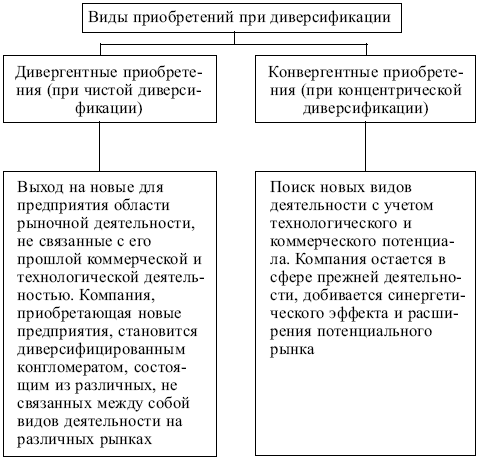 Виды приобретений при диверсификации
Дивергентные приобрете-
ния (при чистой диверси-
фикации)
Конвергентные приобрете-
ния (при концентрической
диверсификации)
Выход на новые для
предприятия области
рыночной деятельности,
не связанные с его
прошлой коммерческой и
технологической деятель-
ностью. Компания,
приобретающая новые
предприятия, становится
диверсифицированным
конгломератом, состоя-
щим из различных, не
связанных между собой
видов деятельности на
различных рынках
Поиск новых видов
деятельности с учетом
технологического и
коммерческого потенциа-
ла. Компания остается в
сфере прежней деятельно-
сти, добивается синергети-
ческого эффекта и расши-
рения потенциального
рынка